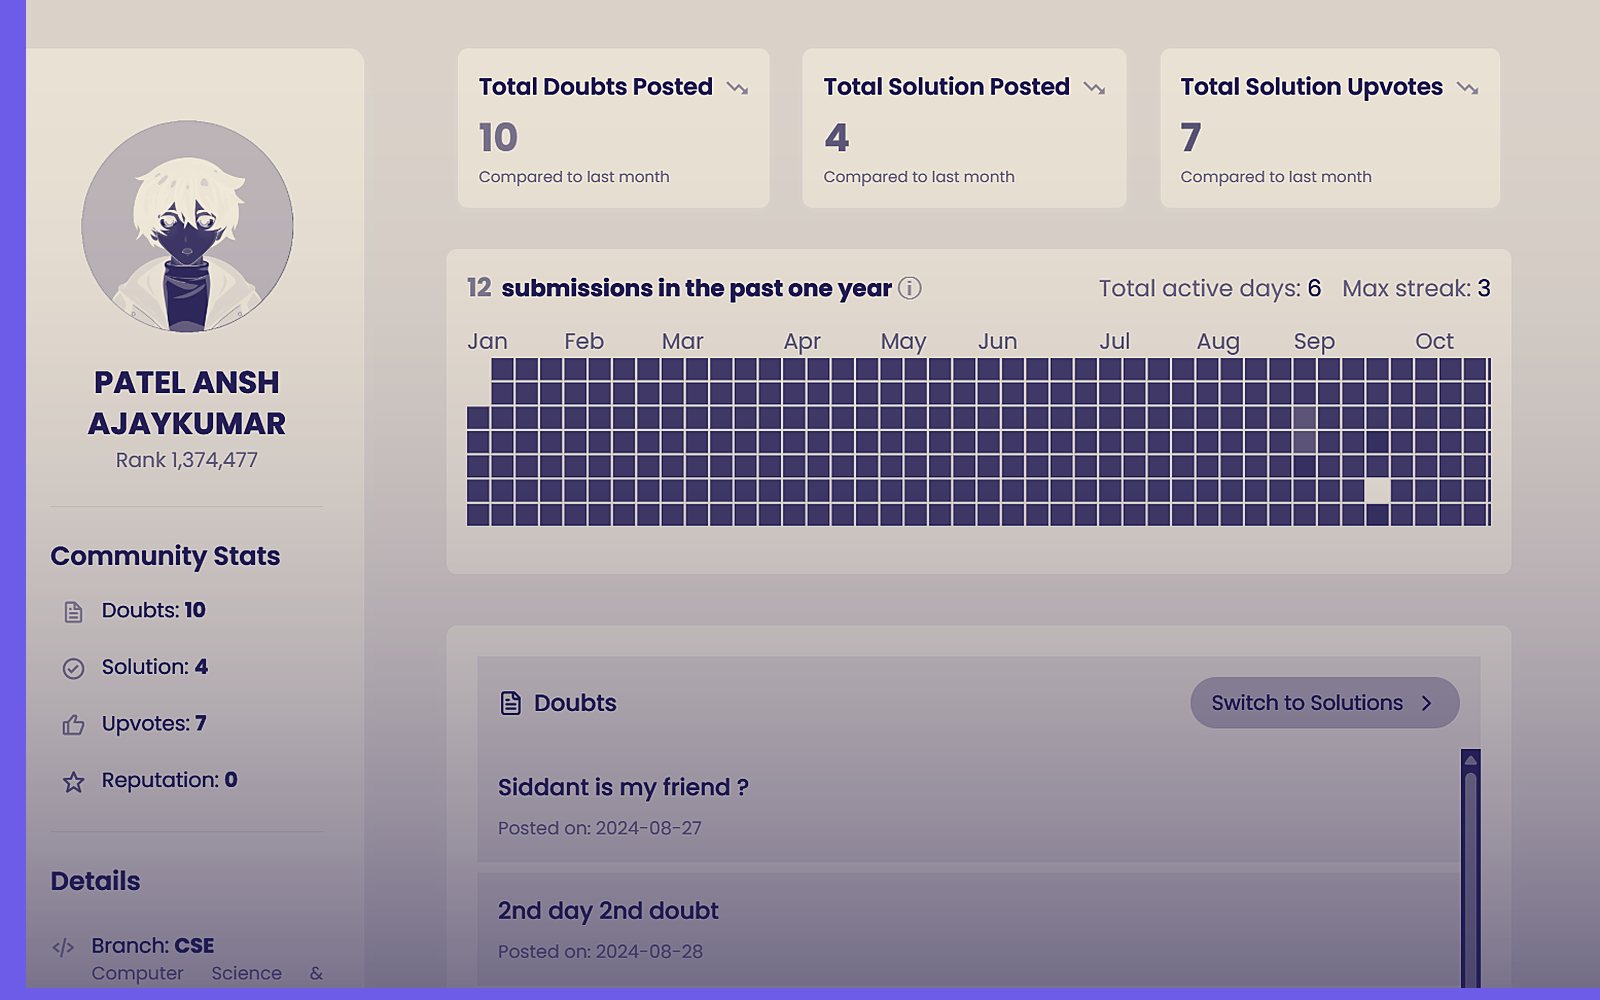 PATEL ANSH
AJAYKUMAR
Rank 1,374,477
Community Stats
Doubts: 10
Solution: 4
Upvotes: 7
Reputation: 0
Details
Branch: CSE
Computer Science &
Total Doubts Posted
10
Compared to last month
Total Solution Posted
4
Compared to last month
Total Solution Upvotes
7
Compared to last month
12 submissions in the past one year
Total active days: 6 Max streak: 3
Jan Feb Mar Apr May Jun Jul Aug Sep Oct
Doubts
Switch to Solutions
Siddant is my friend ?
Posted on: 2024-08-27
2nd day 2nd doubt
Posted on: 2024-08-28